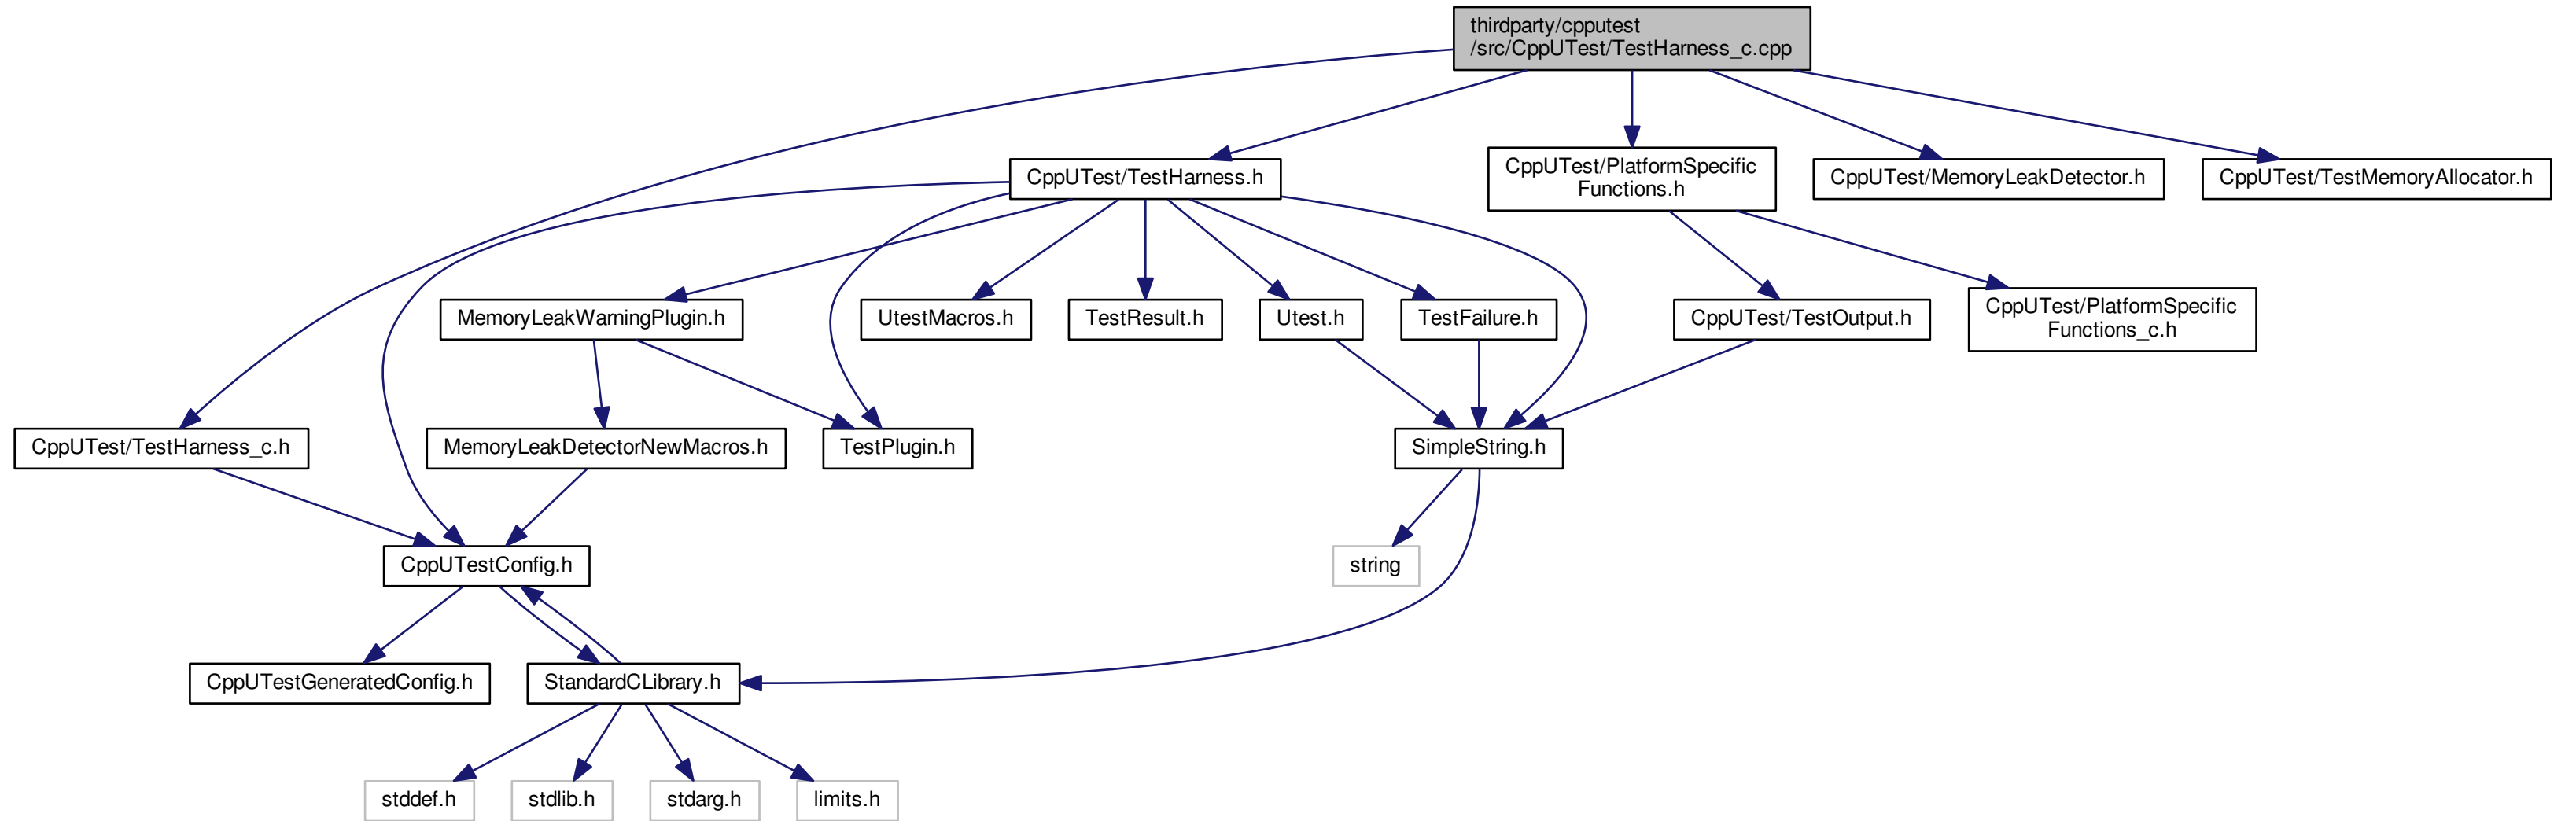 thirdparty/cpputest
/src/CppUTest/TestHarness_c.cpp
CppUTest/TestHarness.h
CppUTest/PlatformSpecific
Functions.h
CppUTest/MemoryLeakDetector.h
CppUTest/TestMemoryAllocator.h
MemoryLeakWarningPlugin.h
UtestMacros.h
TestResult.h
Utest.h
TestFailure.h
CppUTest/TestOutput.h
CppUTest/PlatformSpecific
Functions_c.h
CppUTest/TestHarness_c.h
MemoryLeakDetectorNewMacros.h
TestPlugin.h
SimpleString.h
CppUTestConfig.h
string
CppUTestGeneratedConfig.h
StandardCLibrary.h
stddef.h
stdlib.h
stdarg.h
limits.h